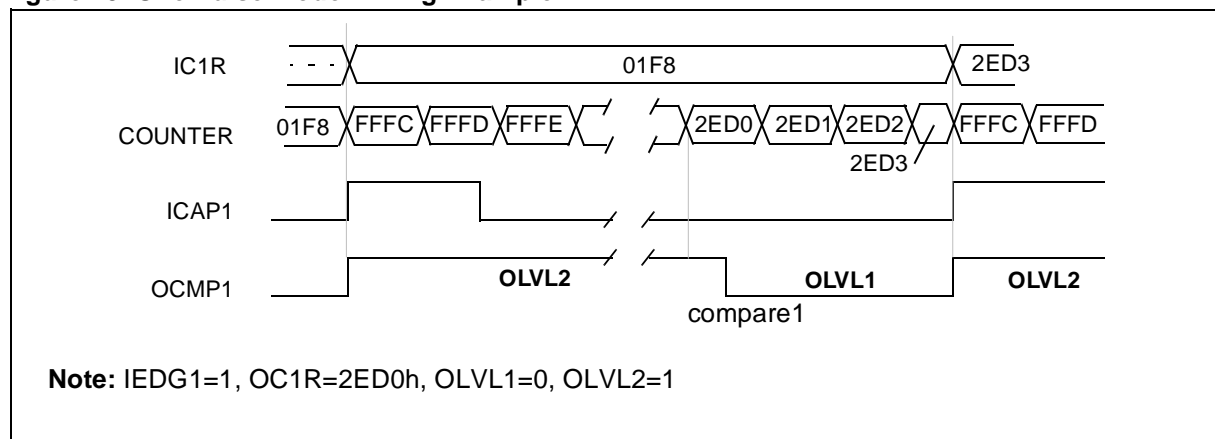 IC1R - - - 01F8 2ED3
COUNTER 01F8 FFFC FFFD FFFE 2ED0 2ED1 2ED2 FFFC FFFD
2ED3
ICAP1
OCMP1 OLVL2 OLVL1 OLVL2
compare1
Note: IEDG1=1, OC1R=2ED0h, OLVL1=0, OLVL2=1